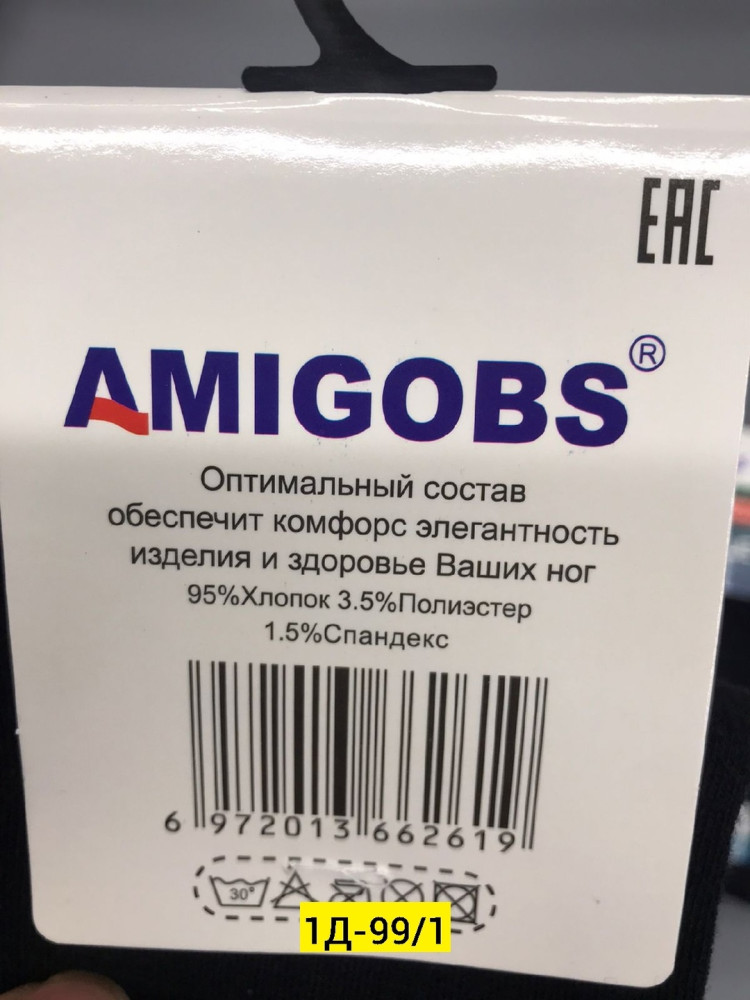 EAC
AMIGOBS®
Оптимальный состав
обеспечит комфорс элегантность
изделия и здоровье Ваших ног
95%Хлопок 3.5%Полиэстер
1.5%Спандекс
6 972013 662619
30°
1Д-99/1